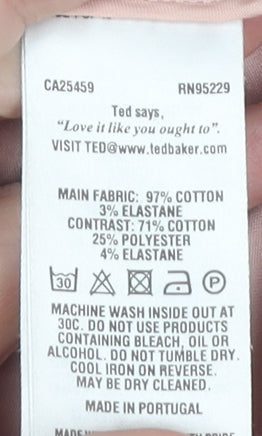 CA25459 RN95229
Ted says,
"Love it like you ought to".
VISIT TED@www.tedbaker.com
MAIN FABRIC: 97% COTTON
3% ELASTANE
CONTRAST: 71% COTTON
25% POLYESTER
4% ELASTANE
30 P
MACHINE WASH INSIDE OUT AT
30C. DO NOT USE PRODUCTS
CONTAINING BLEACH, OIL OR
ALCOHOL. DO NOT TUMBLE DRY.
COOL IRON ON REVERSE.
MAY BE DRY CLEANED.
MADE IN PORTUGAL